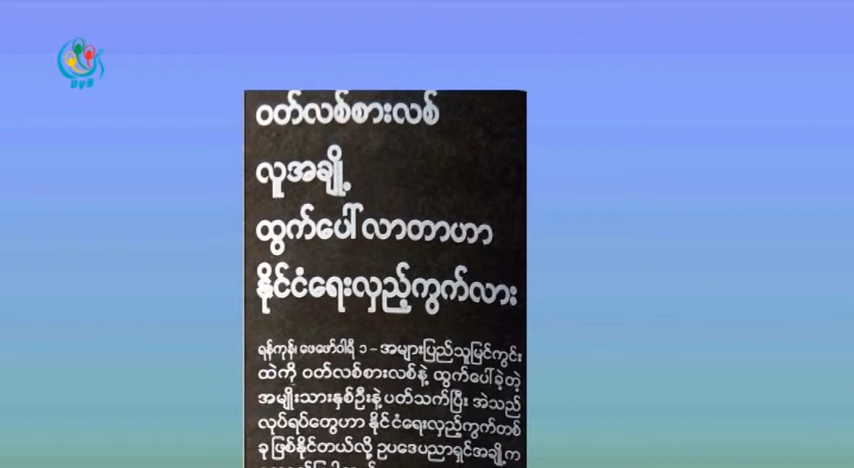 DVB
ဝတ်လစ်စားလစ်
လူအချို့
ထွက်ပေါ်လာတာဟာ
နိုင်ငံရေးလှည့်ကွက်လား
ရန်ကုန်၊ ဖေဖော်ဝါရီ ၁ – အများပြည်သူမြင်ကွင်း
ထဲကို ဝတ်လစ်စားလစ်နဲ့ ထွက်ပေါ်ခဲ့တဲ့
အမျိုးသားနှစ်ဦးနဲ့ ပတ်သက်ပြီး အဲသည်
လုပ်ရပ်တွေဟာ နိုင်ငံရေးလှည့်ကွက်တစ်
ခု ဖြစ်နိုင်တယ်လို့ ဥပဒေပညာရှင်အချို့က